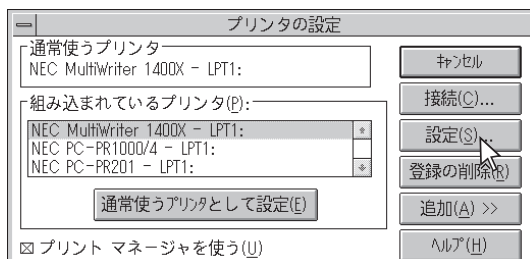 プリンタの設定
通常使うプリンタ
NEC MultiWriter 1400X - LPT1:
組み込まれているプリンタ(P):
NEC MultiWriter 1400X - LPT1:
NEC PC-PR1000/4 - LPT1:
NEC PC-PR201 - LPT1:
通常使うプリンタとして設定(E)
プリント マネージャを使う(U)
キャンセル
接続(C)...
設定(S)...
登録の削除(R)
追加(A) >>
ヘルプ(H)